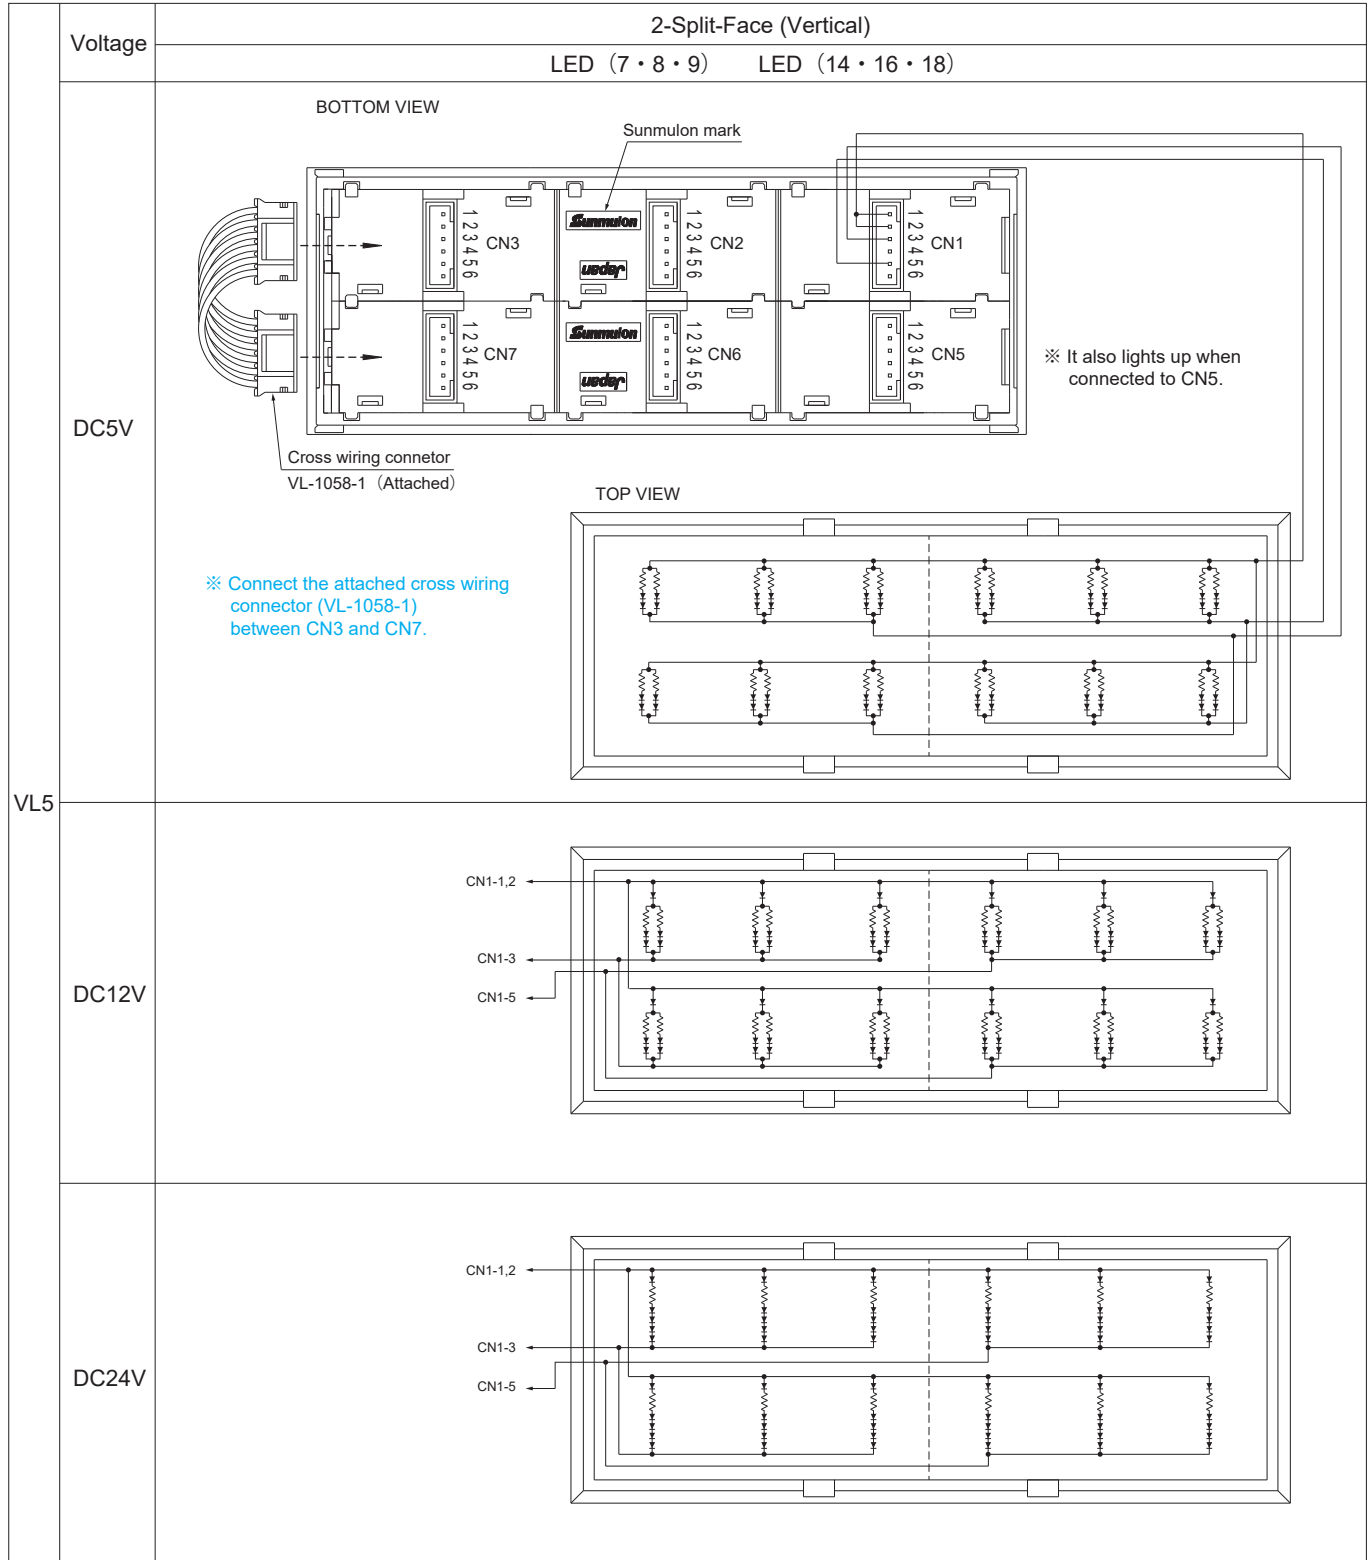 Voltage
2-Split-Face (Vertical)
LED（7・8・9） LED（14・16・18）
BOTTOM VIEW
Sunmulon mark
1 2 3 4 5 6
CN3
Sunmulon
Japan
1 2 3 4 5 6
CN2
1 2 3 4 5 6
CN1
1 2 3 4 5 6
CN7
Sunmulon
Japan
1 2 3 4 5 6
CN6
1 2 3 4 5 6
CN5
※ It also lights up when
connected to CN5.
DC5V
Cross wiring connetor
VL-1058-1（Attached）
TOP VIEW
※ Connect the attached cross wiring
connector (VL-1058-1)
between CN3 and CN7.
VL5
CN1-1,2
CN1-3
CN1-5
DC12V
CN1-1,2
CN1-3
CN1-5
DC24V